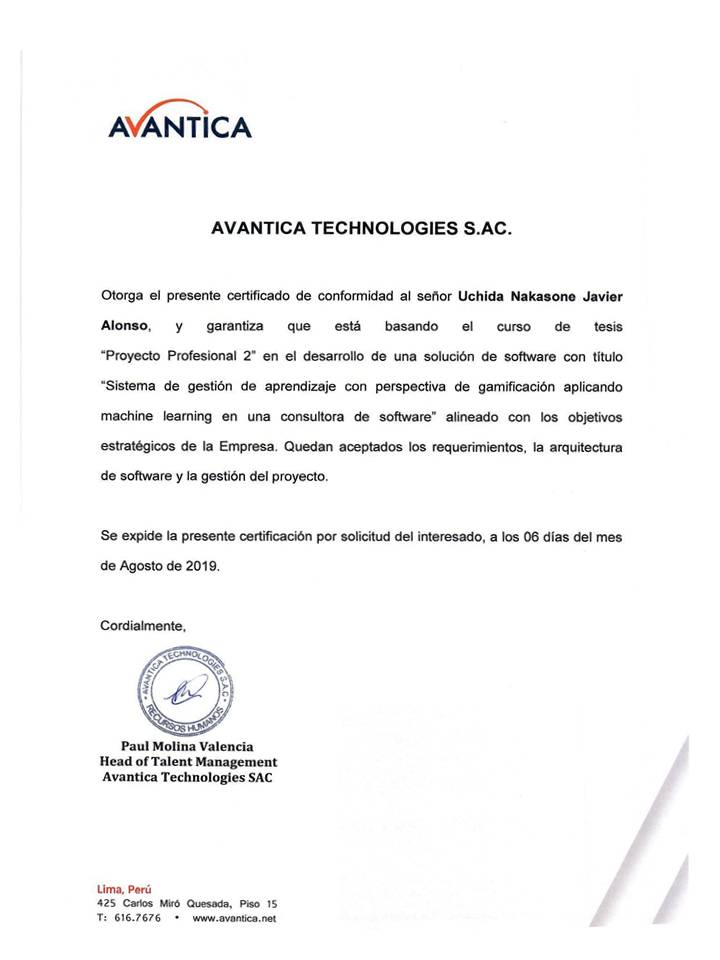 AVANTICA
AVANTICA TECHNOLOGIES S.AC.
Otorga el presente certificado de conformidad al señor Uchida Nakasone Javier
Alonso, y garantiza que está basando el curso de tesis
“Proyecto Profesional 2” en el desarrollo de una solución de software con título
“Sistema de gestión de aprendizaje con perspectiva de gamificación aplicando
machine learning en una consultora de software” alineado con los objetivos
estratégicos de la Empresa. Quedan aceptados los requerimientos, la arquitectura
de software y la gestión del proyecto.
Se expide la presente certificación por solicitud del interesado, a los 06 días del mes
de Agosto de 2019.
Cordialmente,
AVANTICA TECHNOLOGIES S.A.C
RECURSOS HUMANOS
Paul Molina Valencia
Head of Talent Management
Avantica Technologies SAC
Lima, Perú
425 Carlos Miró Quesada, Piso 15
T: 616.7676 • www.avantica.net